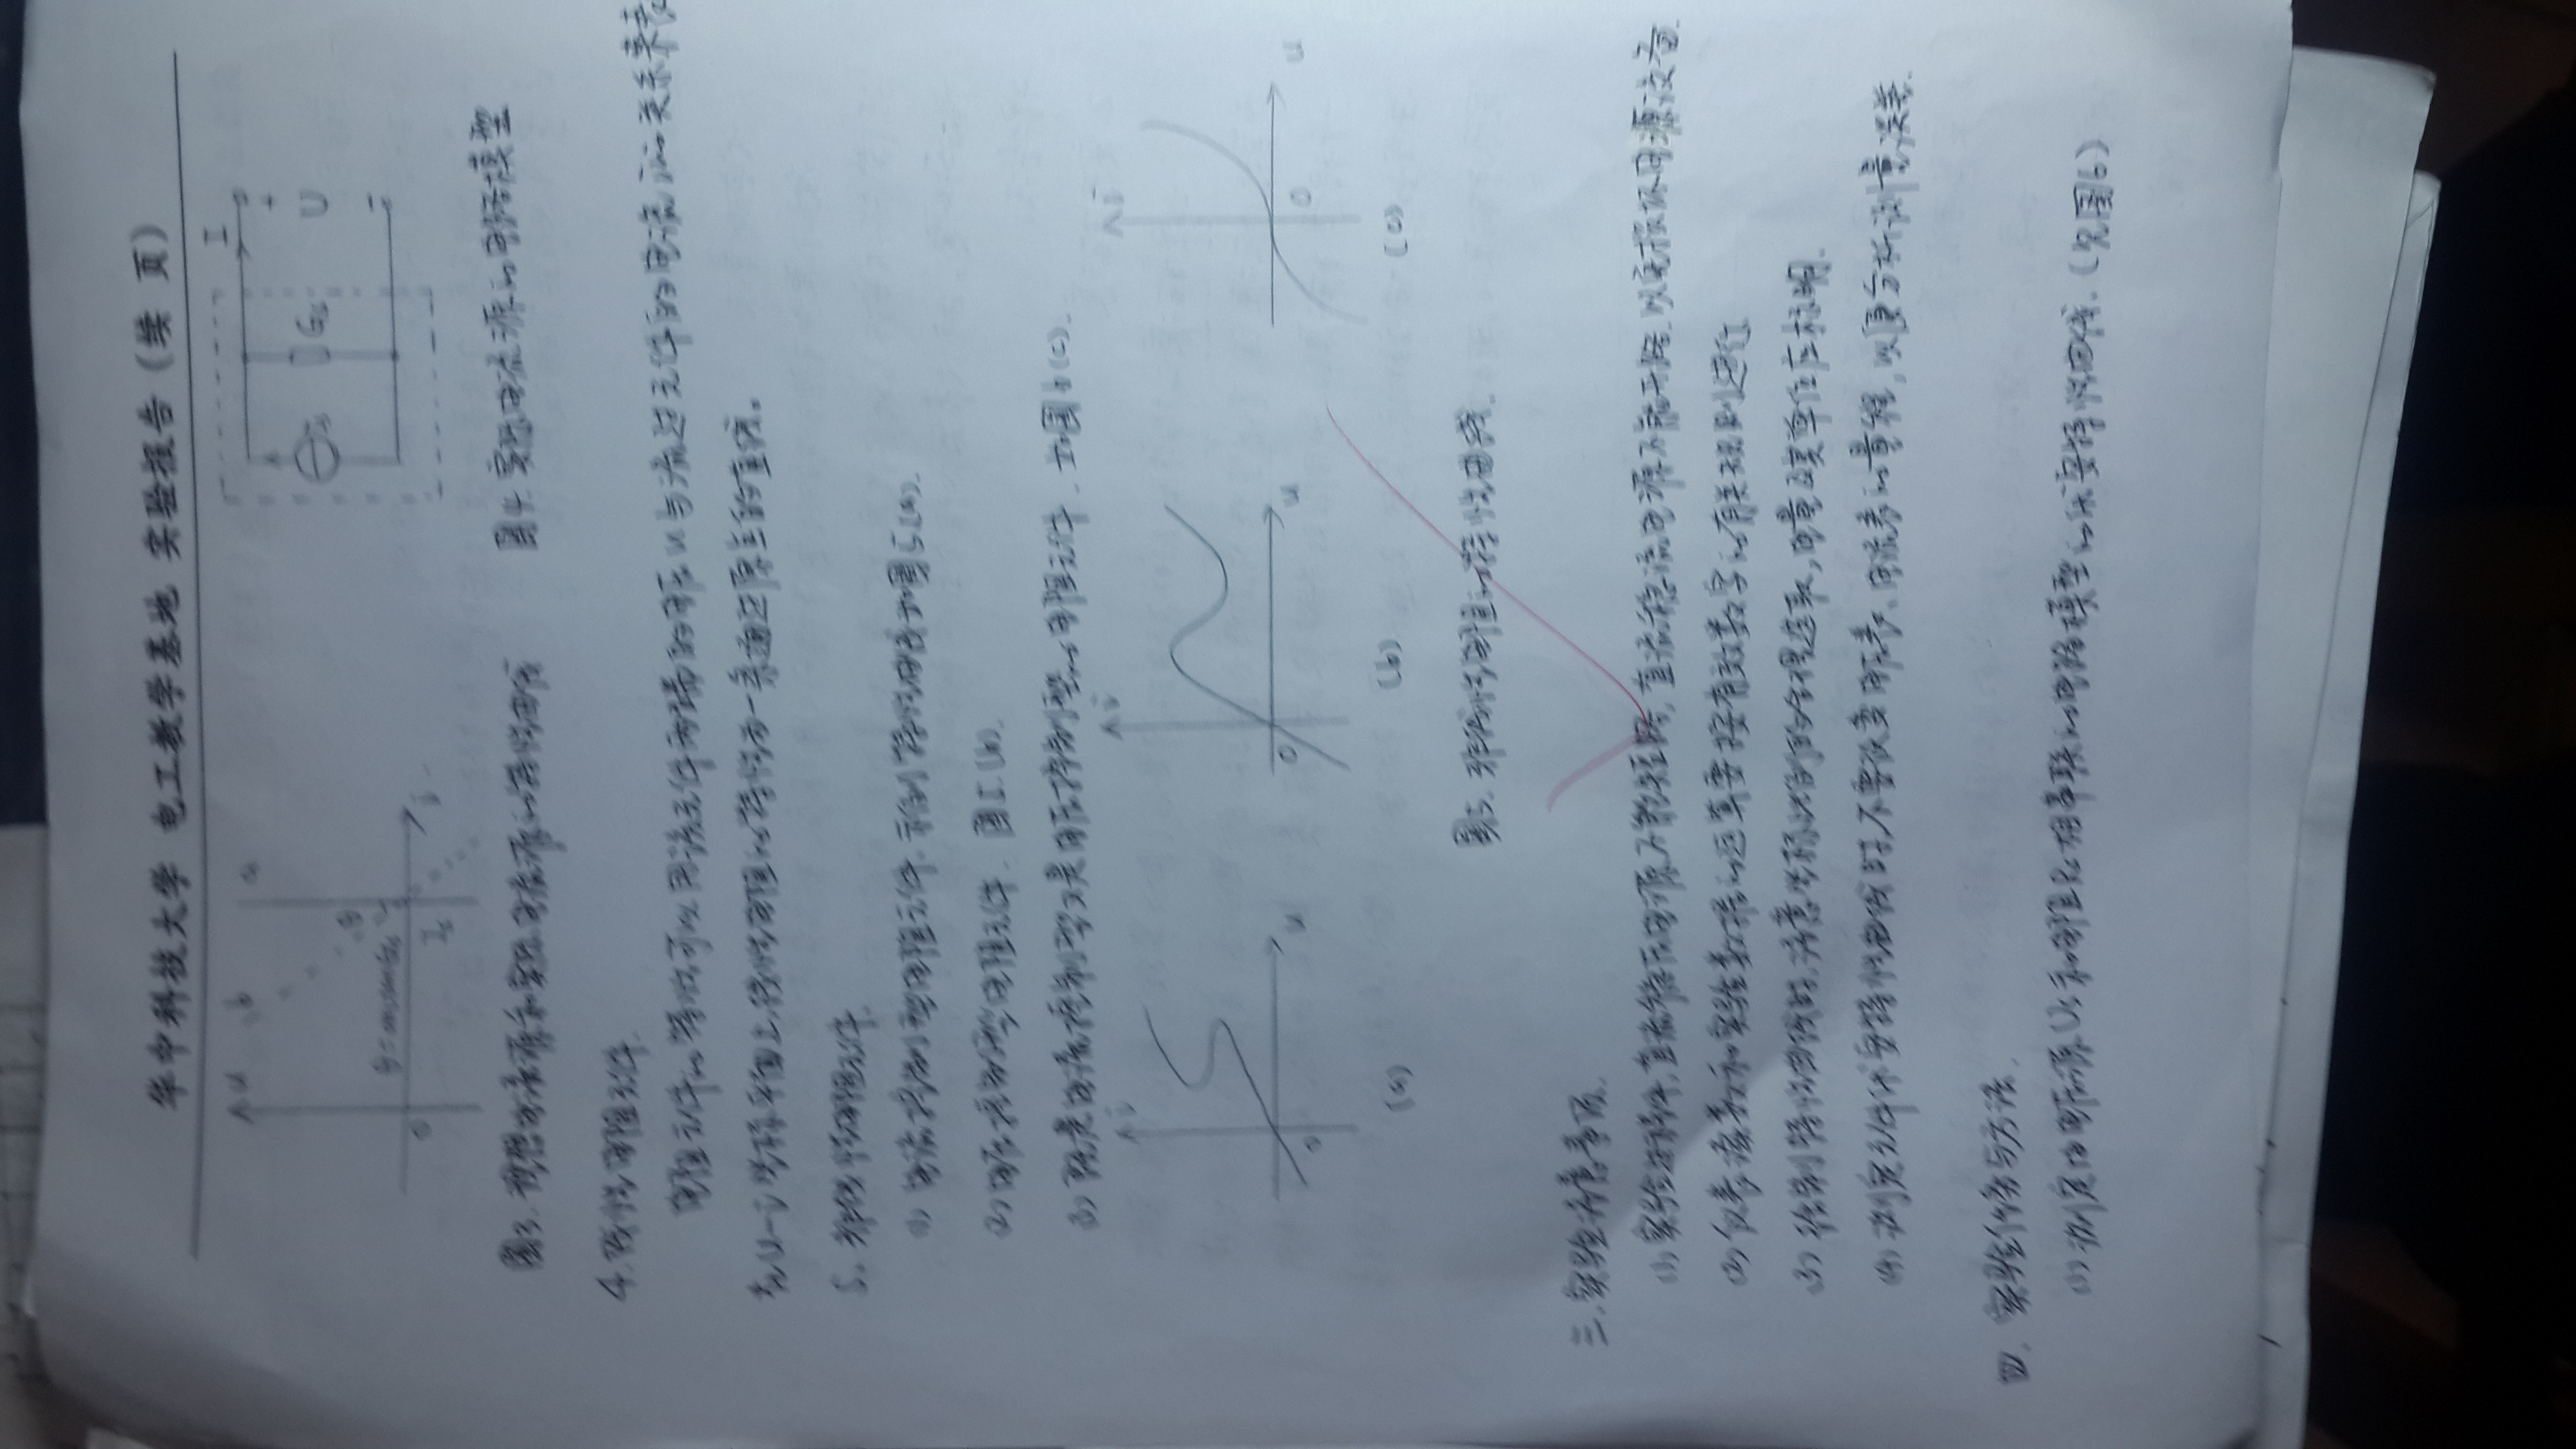 华中科技大学 电工教学基地 实验报告（续 页）
u b a
θ
θ=arctanGs
0 Is i
I
+
Is Gs U
-
图3. 理想电流源和实际电流源的特性曲线
图4. 实际电流源的电路模型
4. 线性电阻元件.
电阻元件的特性可以用该元件两端的电压u与流过元件的电流i的关系来表
在u-i坐标平面上,线性电阻的特性为一条通过原点的直线。
5. 非线性电阻元件.
(1) 电流控制型电阻元件. 特性曲线如图5(a).
(2) 电压控制型电阻元件. 图5.(b).
(3) 既是电流控制型又是电压控制型的电阻元件. 如图5(c).
i i i
0 u 0 u 0 u
(a) (b) (c)
图5. 非线性电阻的特性曲线.
三. 实验注意事项.
(1) 实验过程中,直流稳压电源不能短路,直流稳流电源不能开路.以免损坏电源设备.
(2) 仪表读数和实验数据的运算要按有效数字的有关规则进行
(3) 绘制特性曲线时,注意坐标比例的合理选取,电量及其单位应标明.
(4) 测定元件伏安特性曲线时,不要改变电压表、电流表的量程,以便分析测量误差.
四. 实验任务与方法.
(1) 测定由电压源Us和电阻Rs相串联的电路模型的伏安特性曲线.(见图6)